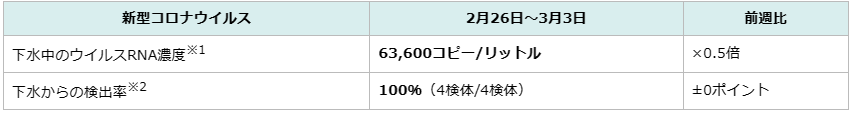 新型コロナウイルス 2月26日～3月3日 前週比
下水中のウイルスRNA濃度※1 63,600コピー/リットル ×0.5倍
下水からの検出率※2 100%（4検体/4検体） ±0ポイント